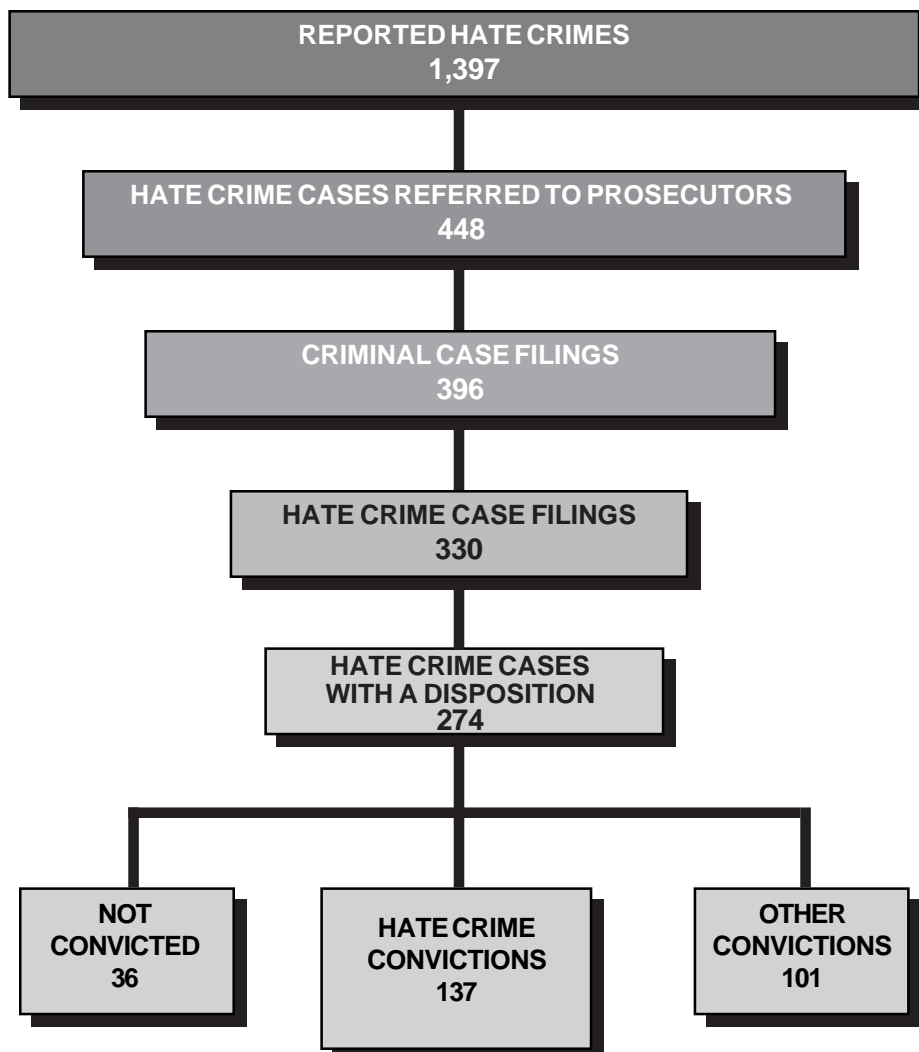 REPORTED HATE CRIMES
1,397
HATE CRIME CASES REFERRED TO PROSECUTORS
448
CRIMINAL CASE FILINGS
396
HATE CRIME CASE FILINGS
330
HATE CRIME CASES
WITH A DISPOSITION
274
NOT
CONVICTED
36
HATE CRIME
CONVICTIONS
137
OTHER
CONVICTIONS
101